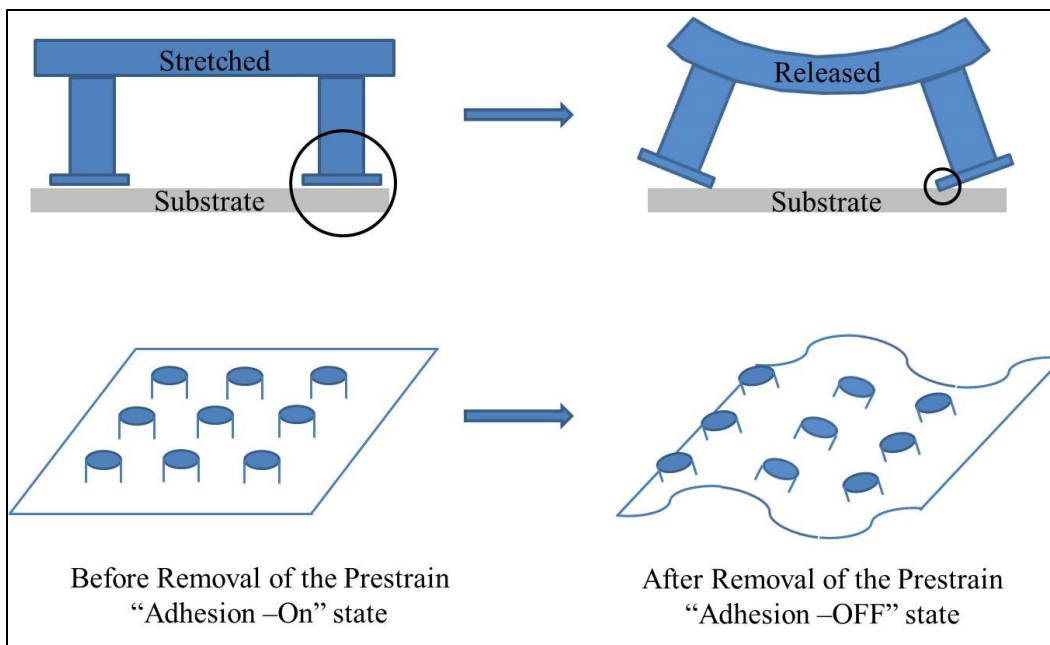 Stretched
Released
Substrate
Substrate
Before Removal of the Prestrain
“Adhesion –On” state
After Removal of the Prestrain
“Adhesion –OFF” state